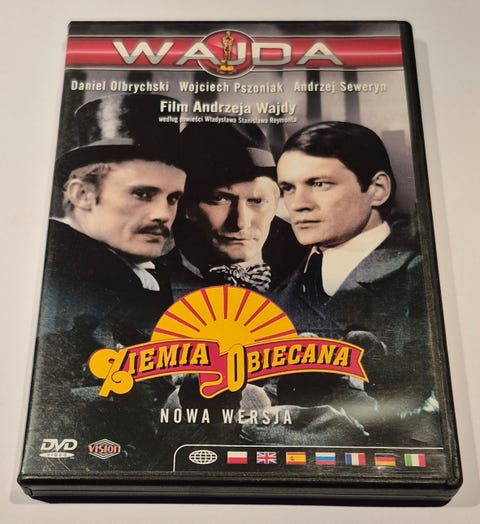 WAJDA
Daniel Olbrychski Wojciech Pszoniak Andrzej Seweryn
Film Andrzeja Wajdy
według powieści Władysława Stanisława Reymonta
ZIEMIA OBIECANA
NOWA WERSJA
DVD VIDEO VISION